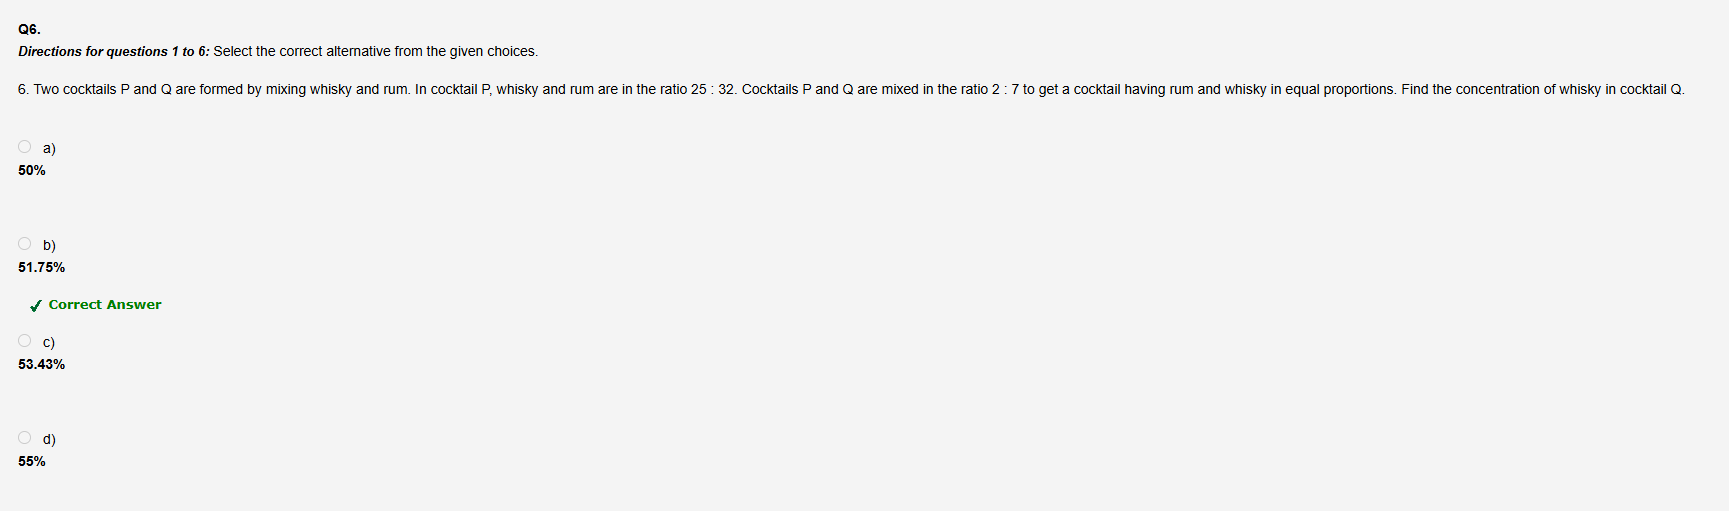 Q6.
Directions for questions 1 to 6: Select the correct alternative from the given choices.
6. Two cocktails P and Q are formed by mixing whisky and rum. In cocktail P, whisky and rum are in the ratio 25 : 32. Cocktails P and Q are mixed in the ratio 2 : 7 to get a cocktail having rum and whisky in equal proportions. Find the concentration of whisky in cocktail Q.
a)
50%
b)
51.75%
✓ Correct Answer
c)
53.43%
d)
55%